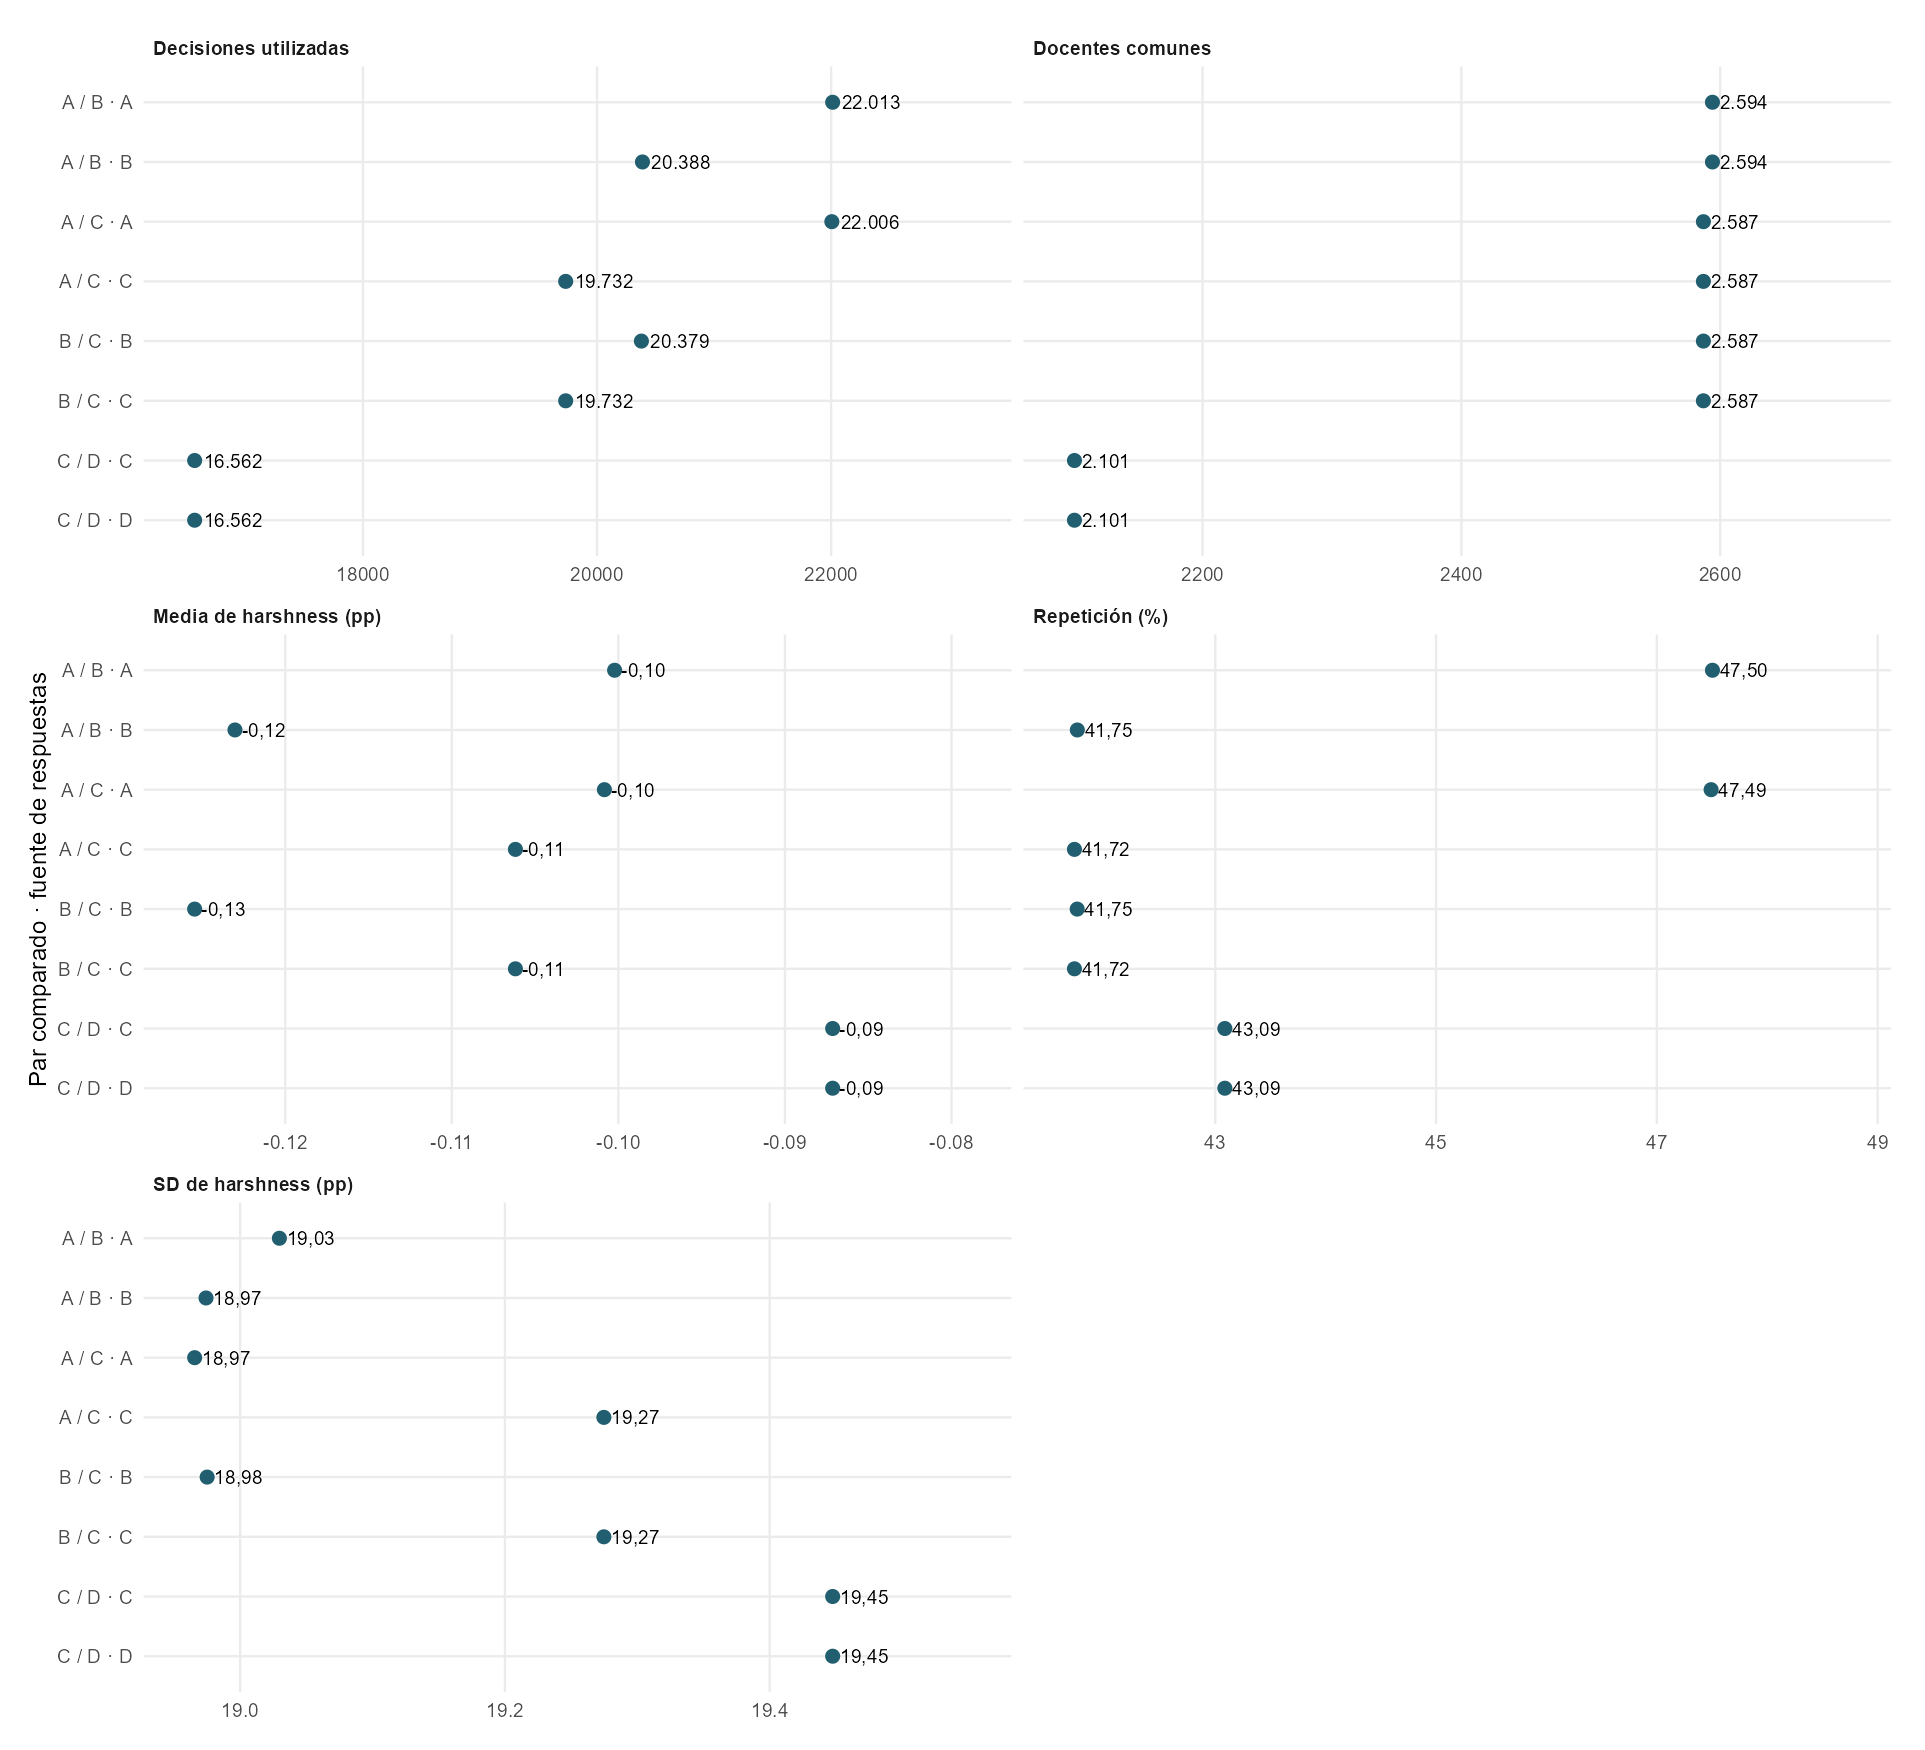 Decisiones utilizadas
A / B · A
22.013
A / B · B
20.388
A / C · A
22.006
A / C · C
19.732
B / C · B
20.379
B / C · C
19.732
C / D · C
16.562
C / D · D
16.562
18000 20000 22000
Docentes comunes
2.594
2.594
2.587
2.587
2.587
2.587
2.101
2.101
2200 2400 2600
Par comparado · fuente de respuestas
Media de harshness (pp)
A / B · A
-0,10
A / B · B
-0,12
A / C · A
-0,10
A / C · C
-0,11
B / C · B
-0,13
B / C · C
-0,11
C / D · C
-0,09
C / D · D
-0,09
-0.12 -0.11 -0.10 -0.09 -0.08
Repetición (%)
47,50
41,75
47,49
41,72
41,75
41,72
43,09
43,09
43 45 47 49
SD de harshness (pp)
A / B · A
19,03
A / B · B
18,97
A / C · A
18,97
A / C · C
19,27
B / C · B
18,98
B / C · C
19,27
C / D · C
19,45
C / D · D
19,45
19.0 19.2 19.4